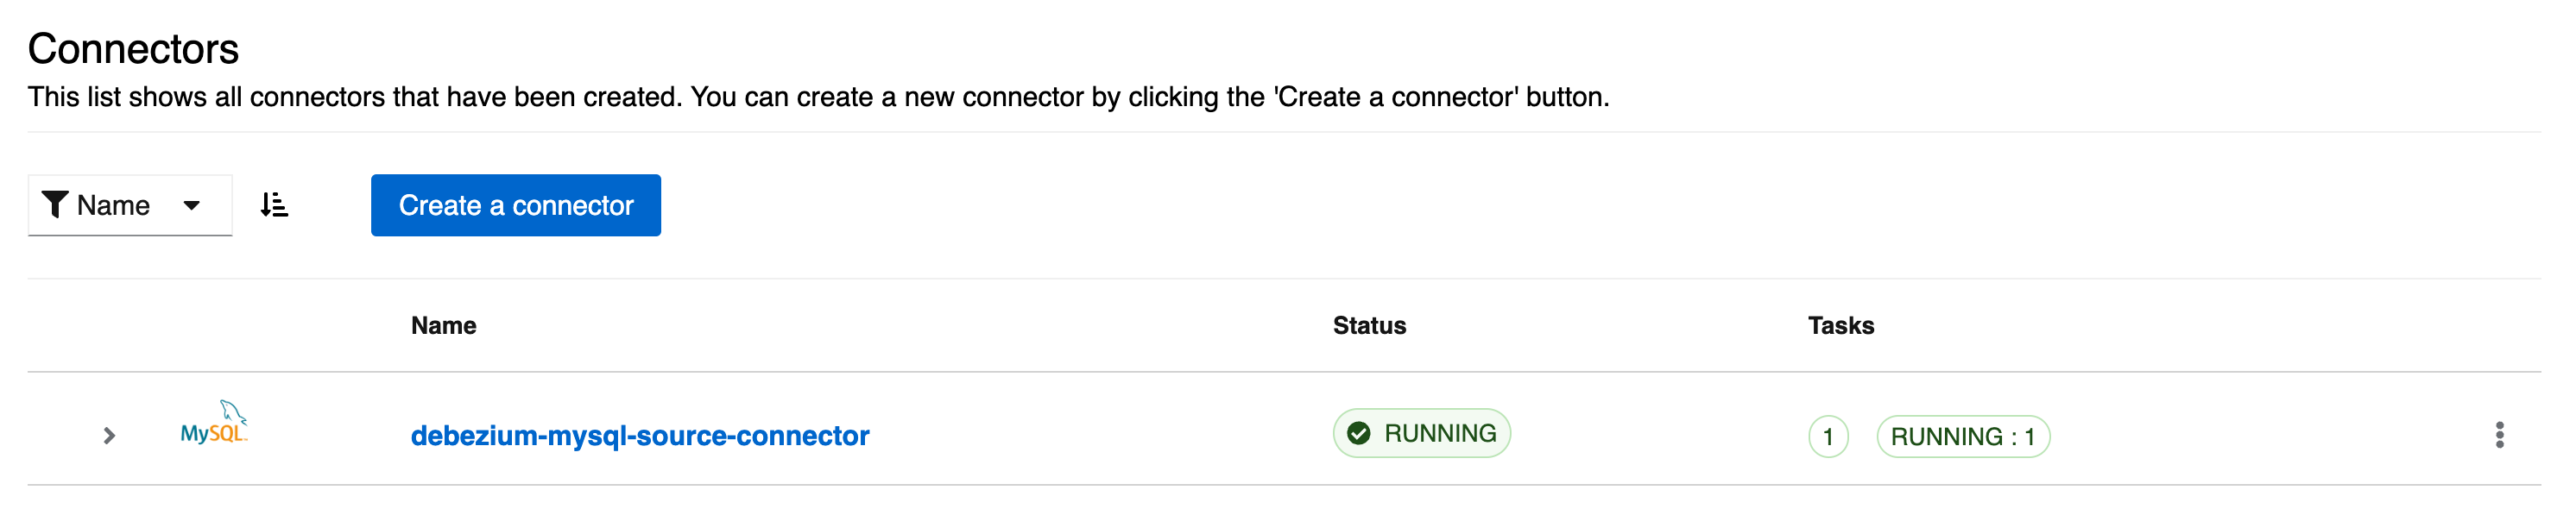 Connectors
This list shows all connectors that have been created. You can create a new connector by clicking the 'Create a connector' button.
Name
Create a connector
Name Status Tasks
MySQL debezium-mysql-source-connector RUNNING 1 RUNNING : 1